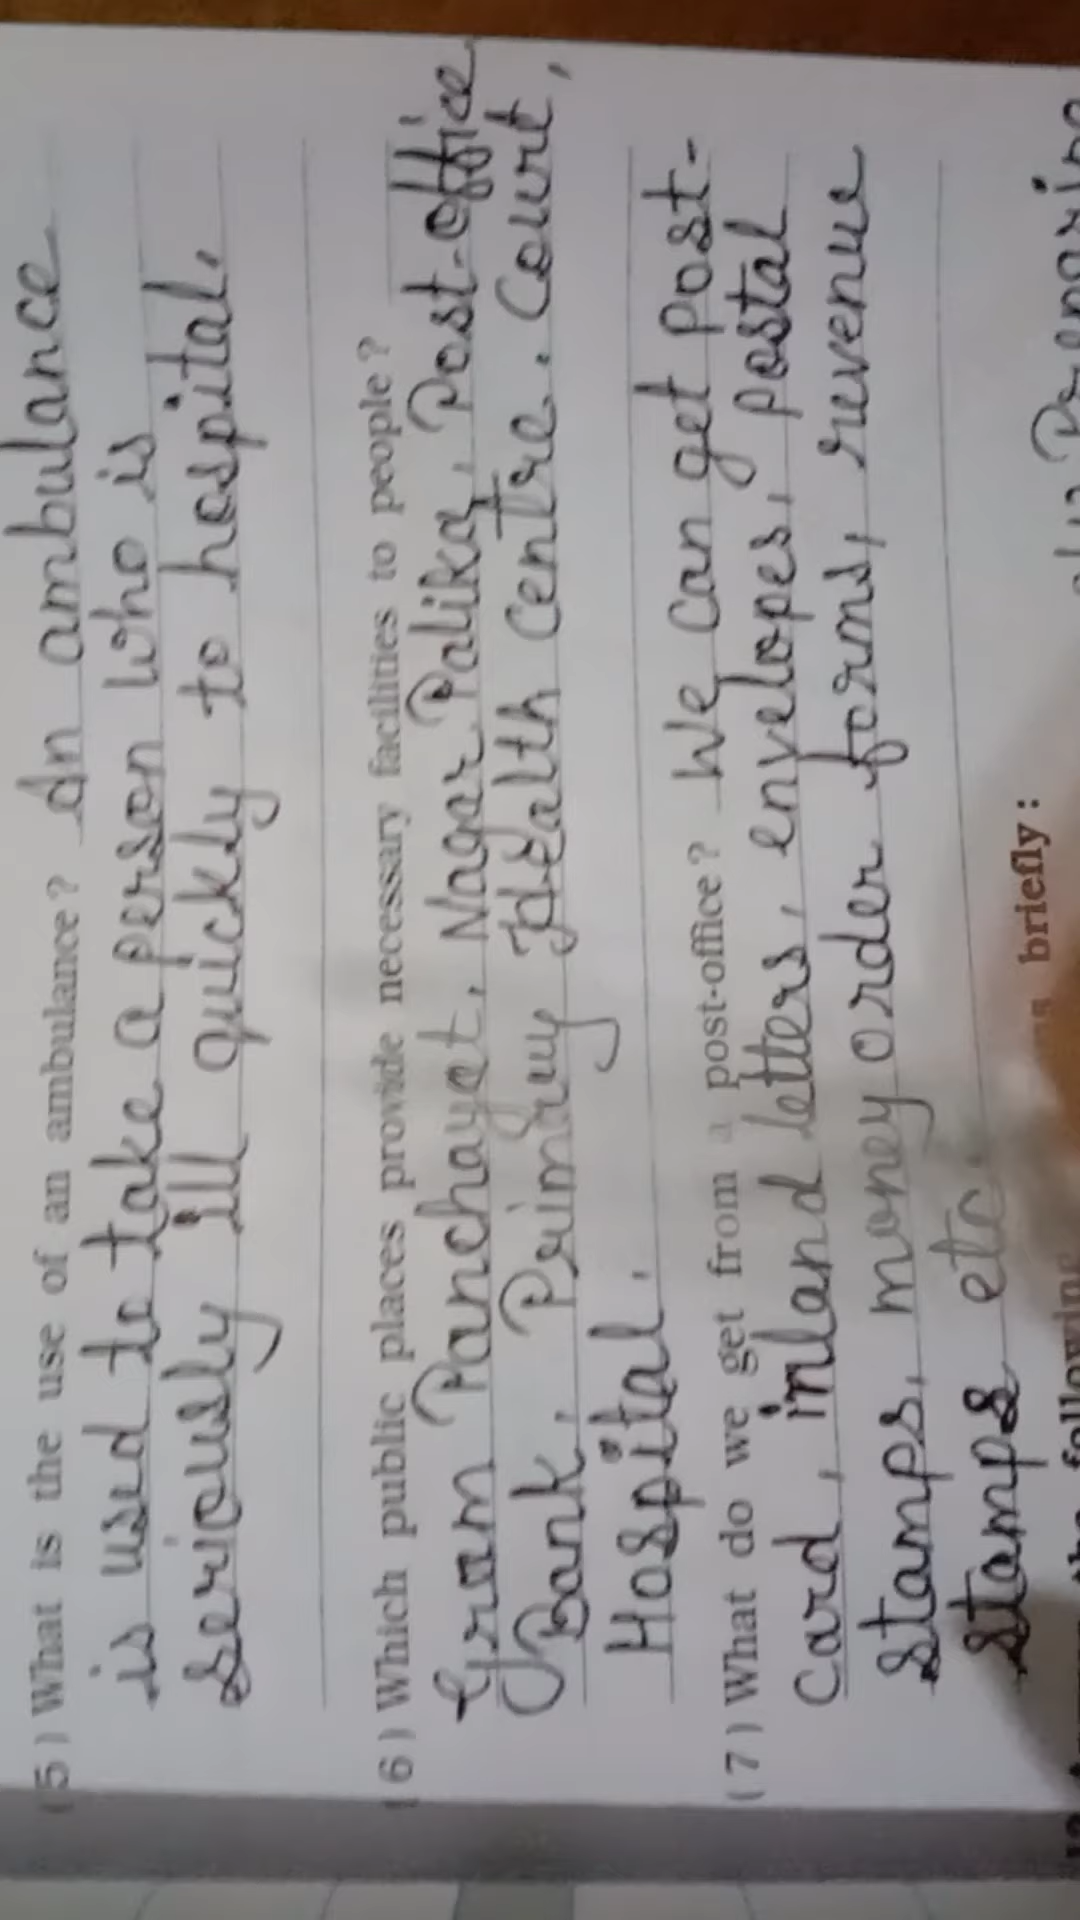 (5) What is the use of an ambulance? An ambulance
is used to take a person who is
seriously ill quickly to hospital.
(6) Which public places provide necessary facilities to people?
Gram Panchayat, Nagar Palika, Post-office
Bank, Primary Health Centre. Court,
Hospital.
(7) What do we get from a post-office? We can get post-
card, inland letters, envelopes, postal
stamps, money order forms, revenue
stamps etc.
briefly :
the following